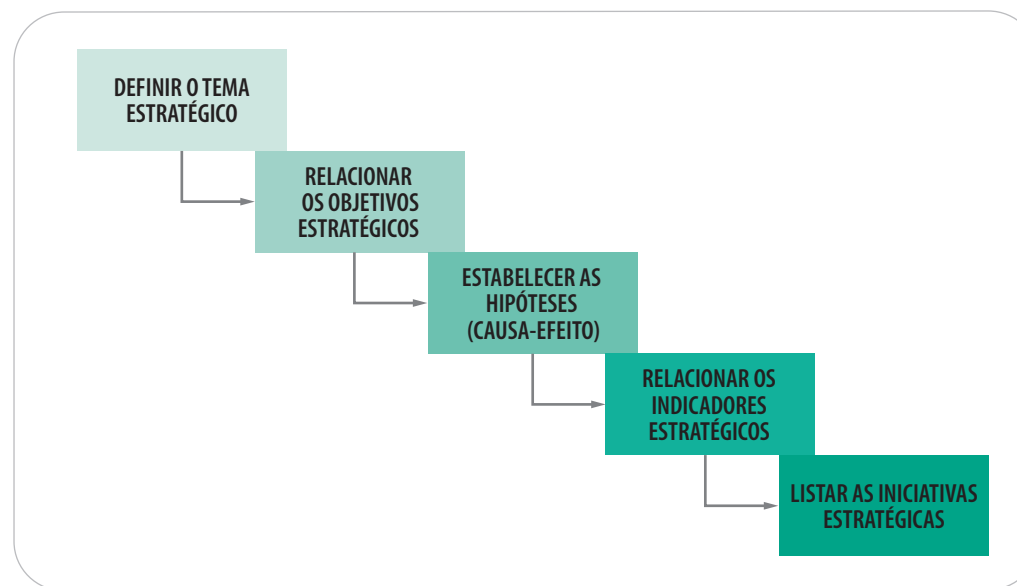 DEFINIR O TEMA
ESTRATÉGICO
RELACIONAR
OS OBJETIVOS
ESTRATÉGICOS
ESTABELECER AS
HIPÓTESES
(CAUSA-EFEITO)
RELACIONAR OS
INDICADORES
ESTRATÉGICOS
LISTAR AS INICIATIVAS
ESTRATÉGICAS